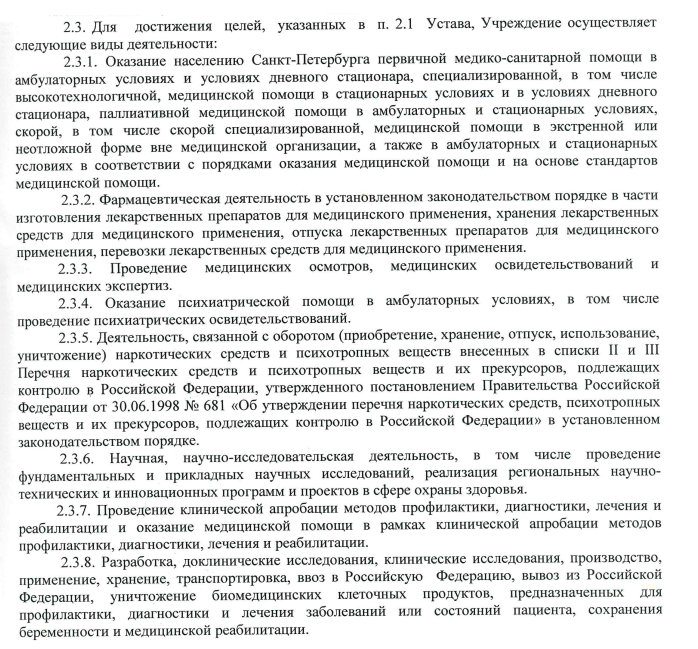 2.3. Для достижения целей, указанных в п. 2.1 Устава, Учреждение осуществляет
следующие виды деятельности:
2.3.1. Оказание населению Санкт-Петербурга первичной медико-санитарной помощи в
амбулаторных условиях и условиях дневного стационара, специализированной, в том числе
высокотехнологичной, медицинской помощи в стационарных условиях и в условиях дневного
стационара, паллиативной медицинской помощи в амбулаторных и стационарных условиях,
скорой, в том числе скорой специализированной, медицинской помощи в экстренной или
неотложной форме вне медицинской организации, а также в амбулаторных и стационарных
условиях в соответствии с порядками оказания медицинской помощи и на основе стандартов
медицинской помощи.
2.3.2. Фармацевтическая деятельность в установленном законодательством порядке в части
изготовления лекарственных препаратов для медицинского применения, хранения лекарственных
средств для медицинского применения, отпуска лекарственных препаратов для медицинского
применения, перевозки лекарственных средств для медицинского применения.
2.3.3. Проведение медицинских осмотров, медицинских освидетельствований и
медицинских экспертиз.
2.3.4. Оказание психиатрической помощи в амбулаторных условиях, в том числе
проведение психиатрических освидетельствований.
2.3.5. Деятельность, связанной с оборотом (приобретение, хранение, отпуск, использование,
уничтожение) наркотических средств и психотропных веществ внесенных в списки II и III
Перечня наркотических средств и психотропных веществ и их прекурсоров, подлежащих
контролю в Российской Федерации, утвержденного постановлением Правительства Российской
Федерации от 30.06.1998 № 681 «Об утверждении перечня наркотических средств, психотропных
веществ и их прекурсоров, подлежащих контролю в Российской Федерации» в установленном
законодательством порядке.
2.3.6. Научная, научно-исследовательская деятельность, в том числе проведение
фундаментальных и прикладных научных исследований, реализация региональных научно-
технических и инновационных программ и проектов в сфере охраны здоровья.
2.3.7. Проведение клинической апробации методов профилактики, диагностики, лечения и
реабилитации и оказание медицинской помощи в рамках клинической апробации методов
профилактики, диагностики, лечения и реабилитации.
2.3.8. Разработка, доклинические исследования, клинические исследования, производство,
применение, хранение, транспортировка, ввоз в Российскую Федерацию, вывоз из Российской
Федерации, уничтожение биомедицинских клеточных продуктов, предназначенных для
профилактики, диагностики и лечения заболеваний или состояний пациента, сохранения
беременности и медицинской реабилитации.